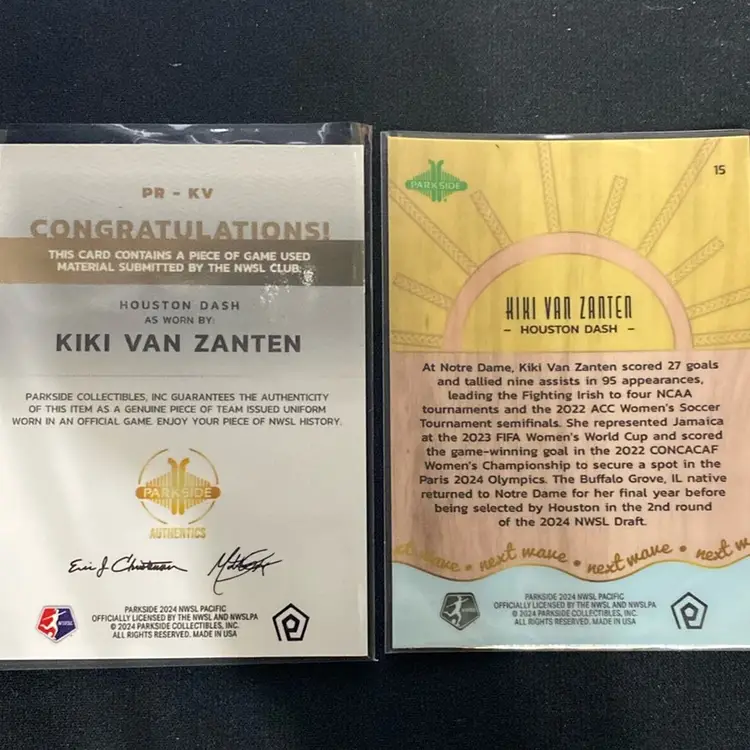 PR - KV
CONGRATULATIONS!
THIS CARD CONTAINS A PIECE OF GAME USED
MATERIAL SUBMITTED BY THE NWSL CLUB.
HOUSTON DASH
AS WORN BY:
KIKI VAN ZANTEN
PARKSIDE COLLECTIBLES, INC GUARANTEES THE AUTHENTICITY
OF THIS ITEM AS A GENUINE PIECE OF TEAM ISSUED UNIFORM
WORN IN AN OFFICIAL GAME. ENJOY YOUR PIECE OF NWSL HISTORY.
PARKSIDE
AUTHENTICS
PARKSIDE 2024 NWSL PACIFIC
OFFICIALLY LICENSED BY THE NWSL AND NWSLPA
© 2024 PARKSIDE COLLECTIBLES, INC.
ALL RIGHTS RESERVED. MADE IN USA
PARKSIDE
15
KIKI VAN ZANTEN
– HOUSTON DASH –
At Notre Dame, Kiki Van Zanten scored 27 goals
and tallied nine assists in 95 appearances,
leading the Fighting Irish to four NCAA
tournaments and the 2022 ACC Women's Soccer
Tournament semifinals. She represented Jamaica
at the 2023 FIFA Women's World Cup and scored
the game-winning goal in the 2022 CONCACAF
Women's Championship to secure a spot in the
Paris 2024 Olympics. The Buffalo Grove, IL native
returned to Notre Dame for her final year before
being selected by Houston in the 2nd round
of the 2024 NWSL Draft.
xt wave • next wave • next wave • next w
PARKSIDE 2024 NWSL PACIFIC
OFFICIALLY LICENSED BY THE NWSL AND NWSLPA
© 2024 PARKSIDE COLLECTIBLES, INC.
ALL RIGHTS RESERVED. MADE IN USA